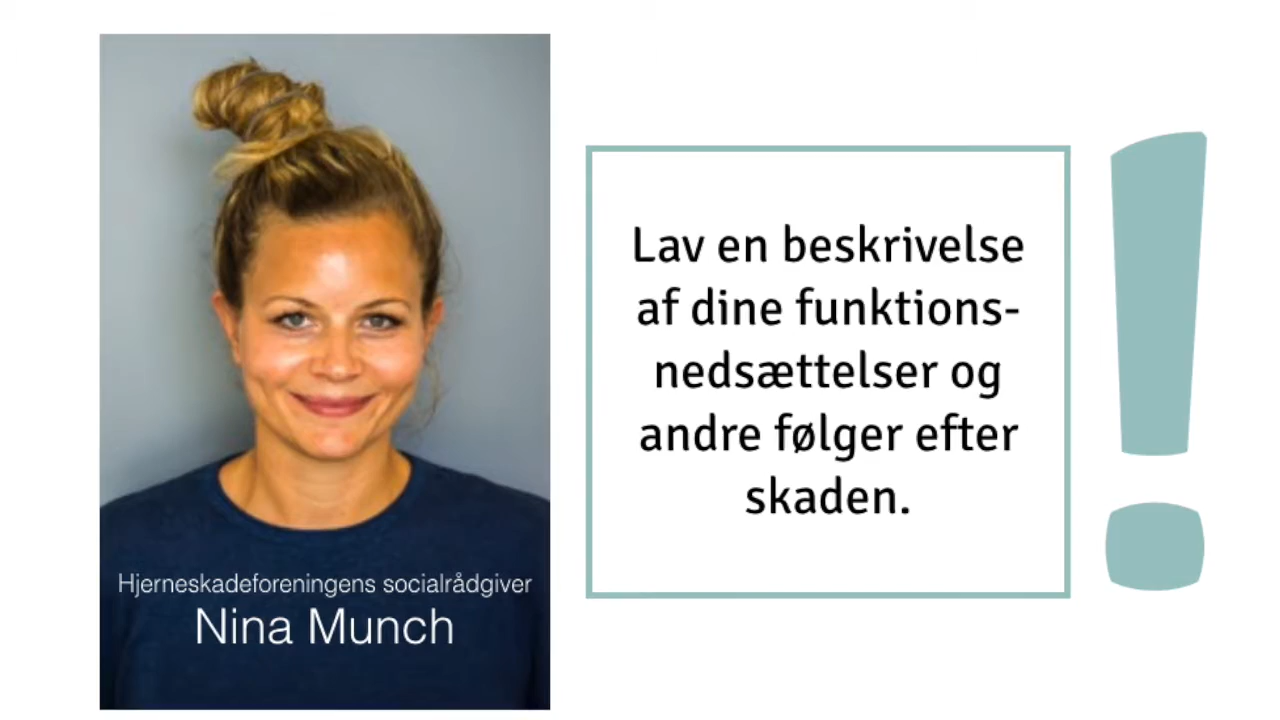 Hjerneskadeforeningens socialrådgiver
Nina Munch
Lav en beskrivelse
af dine funktions-
nedsættelser og
andre følger efter
skaden.
!